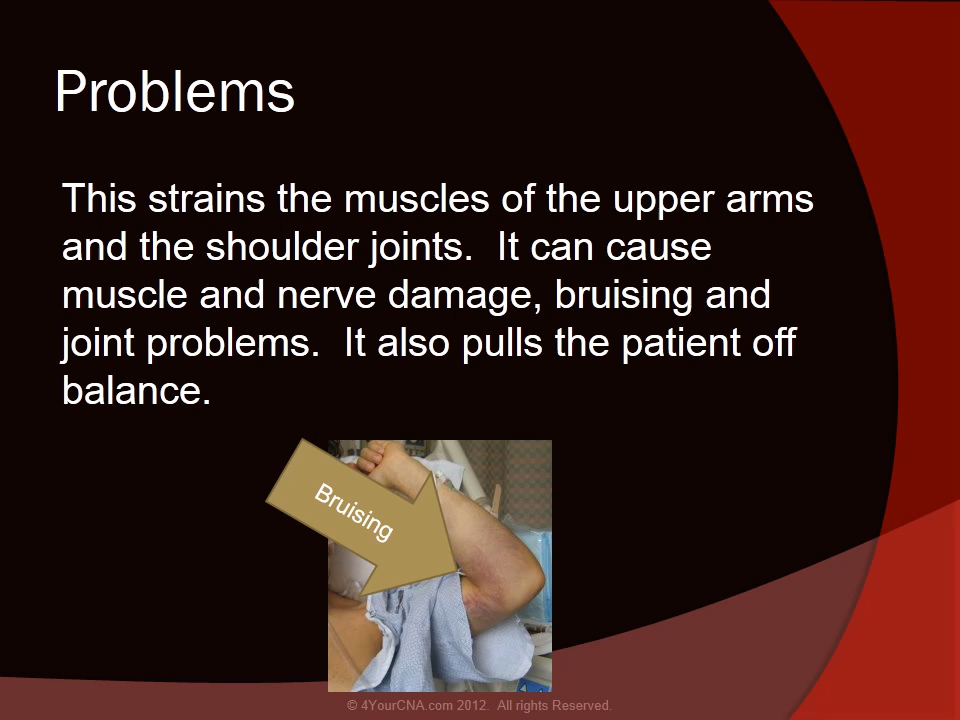 Problems
This strains the muscles of the upper arms
and the shoulder joints.  It can cause
muscle and nerve damage, bruising and
joint problems.  It also pulls the patient off
balance.
Bruising
© 4YourCNA.com 2012.  All rights Reserved.